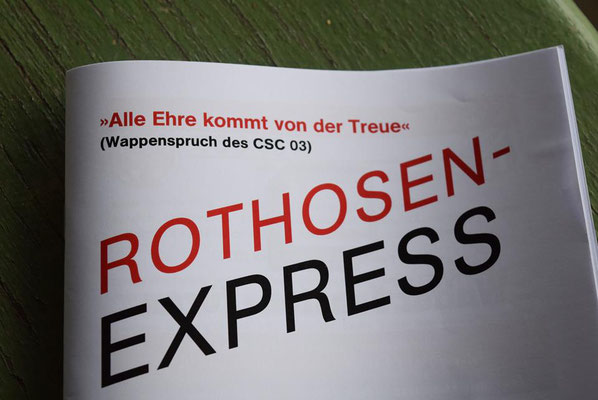 »Alle Ehre kommt von der Treue«
(Wappenspruch des CSC 03)
ROTHOSEN-
EXPRESS